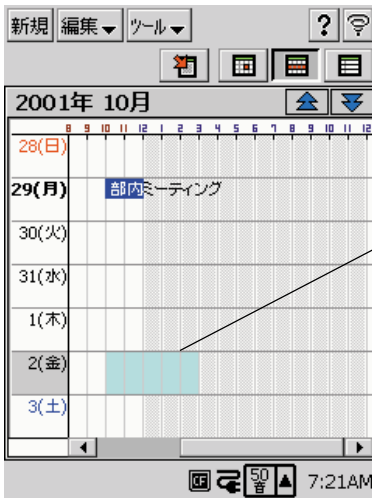 新規 編集 ツール ?
2001年 10月
8 9 10 11 12 1 2 3 4 5 6 7 8 9 10 11 12
28(日)
29(月) 部内ミーティング
30(火)
31(水)
1(木)
2(金)
3(土)
CF 50音 7:21AM